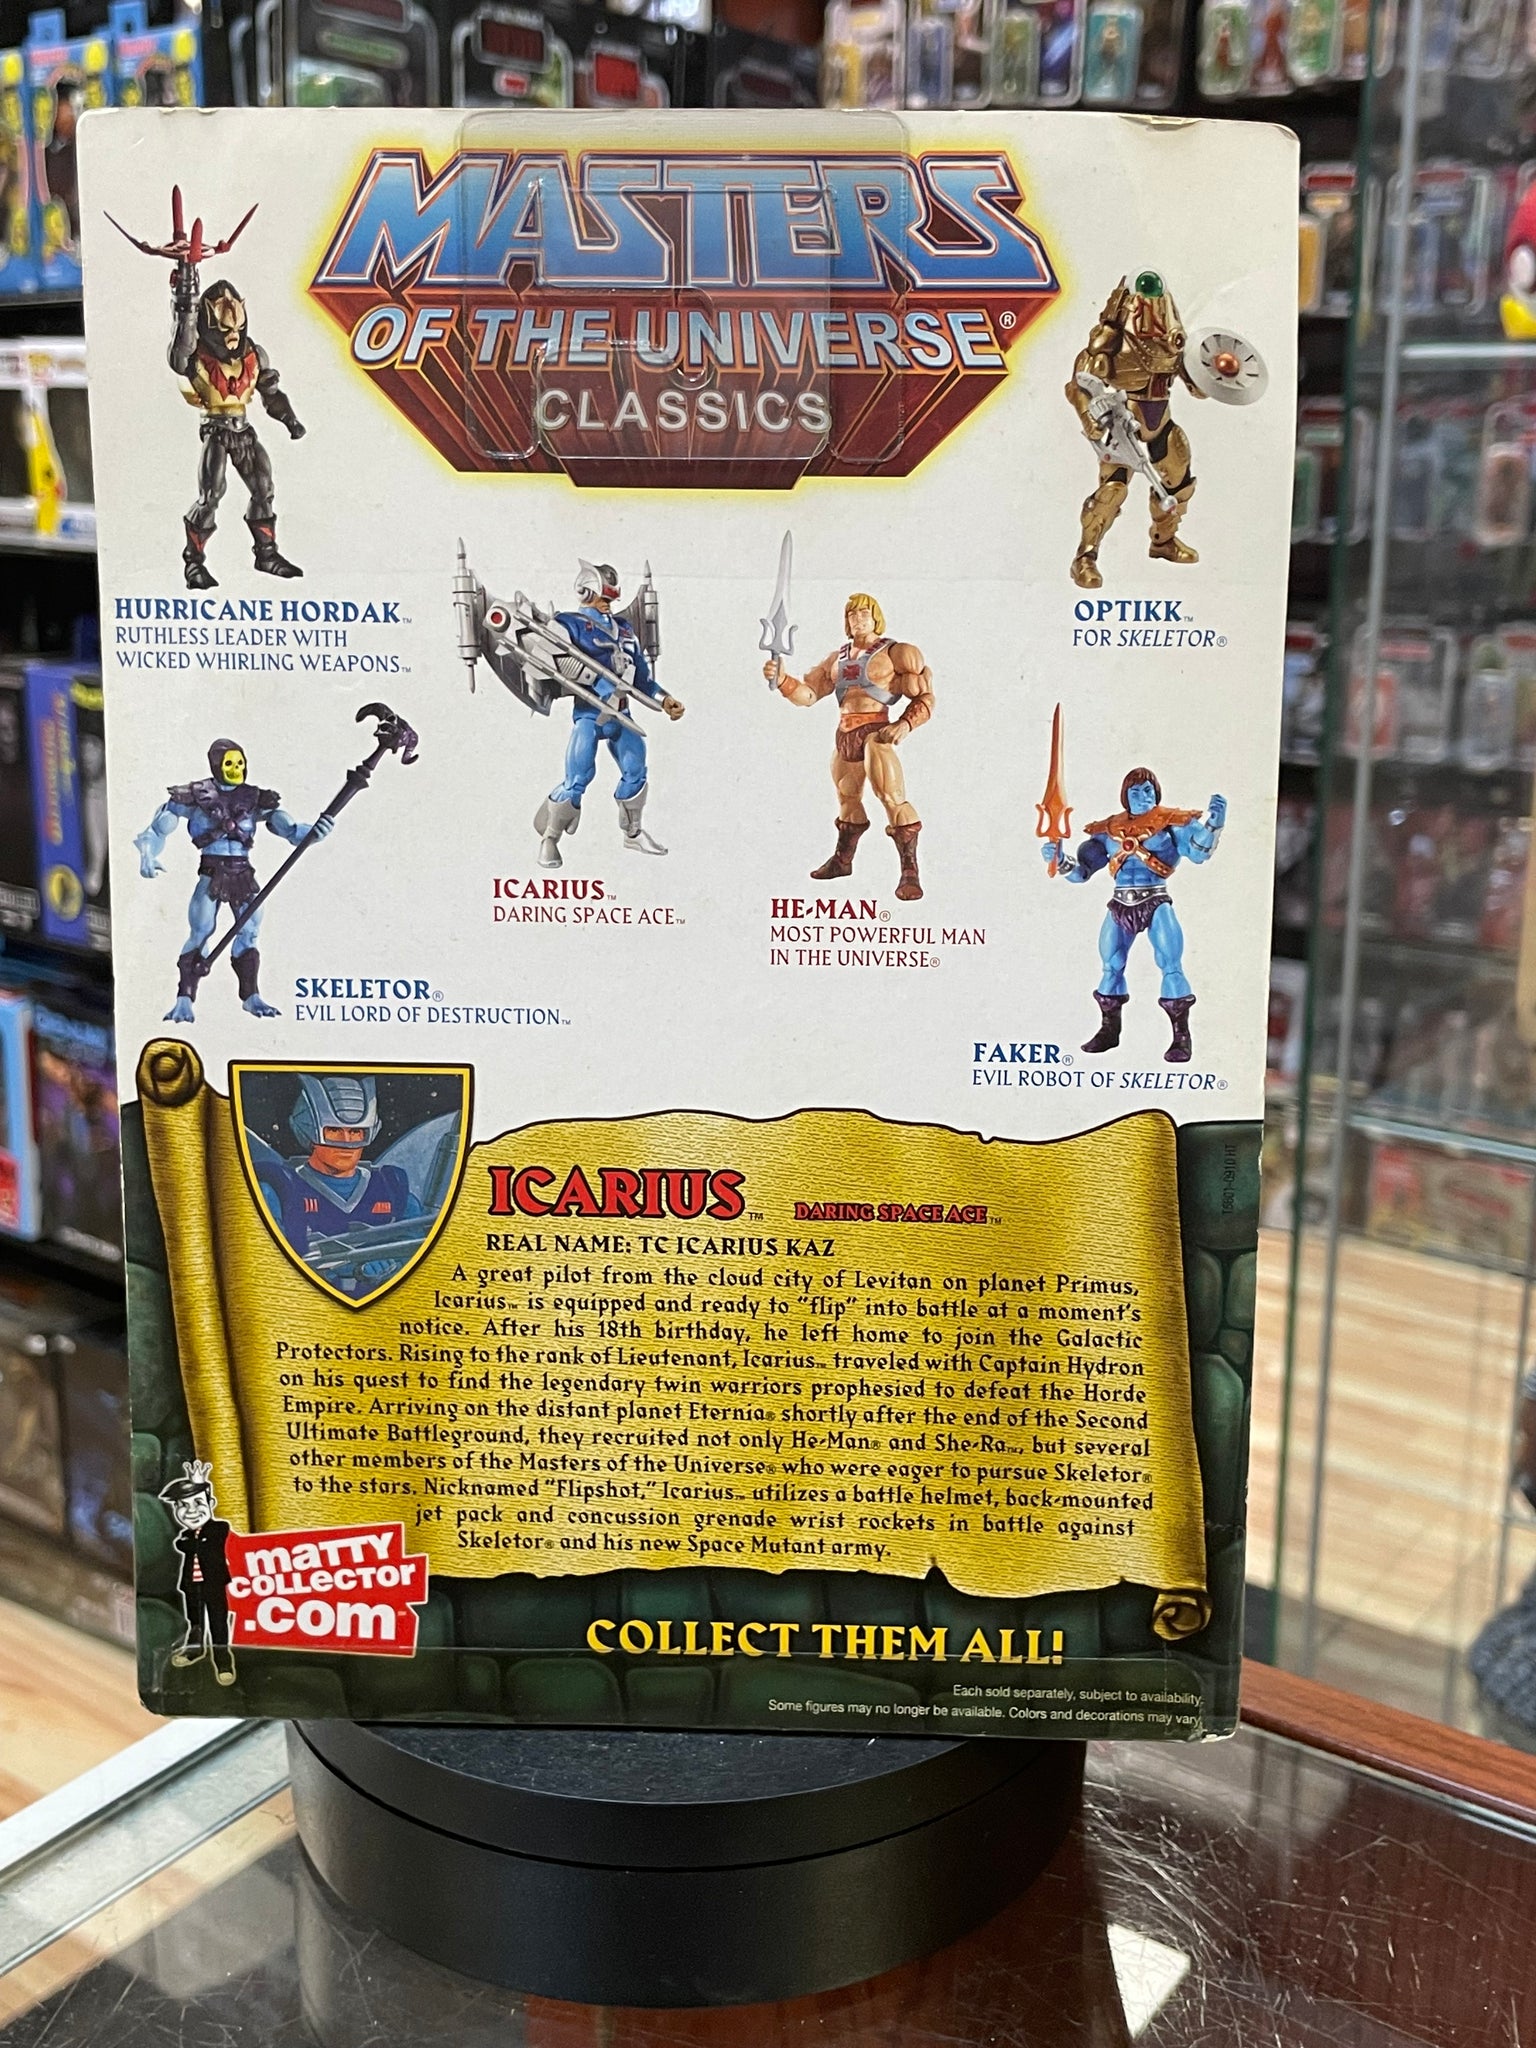 MASTERS
OF THE UNIVERSE®
CLASSICS
HURRICANE HORDAK™
RUTHLESS LEADER WITH
WICKED WHIRLING WEAPONS™
OPTIKK™
FOR SKELETOR®
ICARIUS™
DARING SPACE ACE™
HE-MAN®
MOST POWERFUL MAN
IN THE UNIVERSE®
SKELETOR®
EVIL LORD OF DESTRUCTION™
FAKER®
EVIL ROBOT OF SKELETOR®
ICARIUS™ DARING SPACE ACE™
REAL NAME: TC ICARIUS KAZ
A great pilot from the cloud city of Levitan on planet Primus,
Icarius™ is equipped and ready to "flip" into battle at a moment's
notice. After his 18th birthday, he left home to join the Galactic
Protectors. Rising to the rank of Lieutenant, Icarius™ traveled with Captain Hydron
on his quest to find the legendary twin warriors prophesied to defeat the Horde
Empire. Arriving on the distant planet Eternia® shortly after the end of the Second
Ultimate Battleground, they recruited not only He-Man® and She-Ra™, but several
other members of the Masters of the Universe® who were eager to pursue Skeletor®
to the stars. Nicknamed "Flipshot," Icarius™ utilizes a battle helmet, back-mounted
jet pack and concussion grenade wrist rockets in battle against
Skeletor® and his new Space Mutant army.
maTTY
COLLECTOR
.com
COLLECT THEM ALL!
Each sold separately, subject to availability.
Some figures may no longer be available. Colors and decorations may vary.